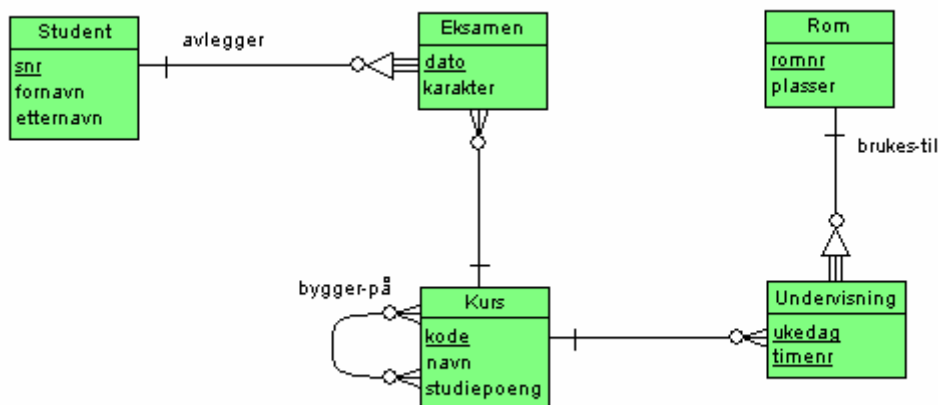 Student
snr
fornavn
etternavn
avlegger
Eksamen
dato
karakter
Rom
romnr
plasser
brukes-til
bygger-på
Kurs
kode
navn
studiepoeng
Undervisning
ukedag
timenr